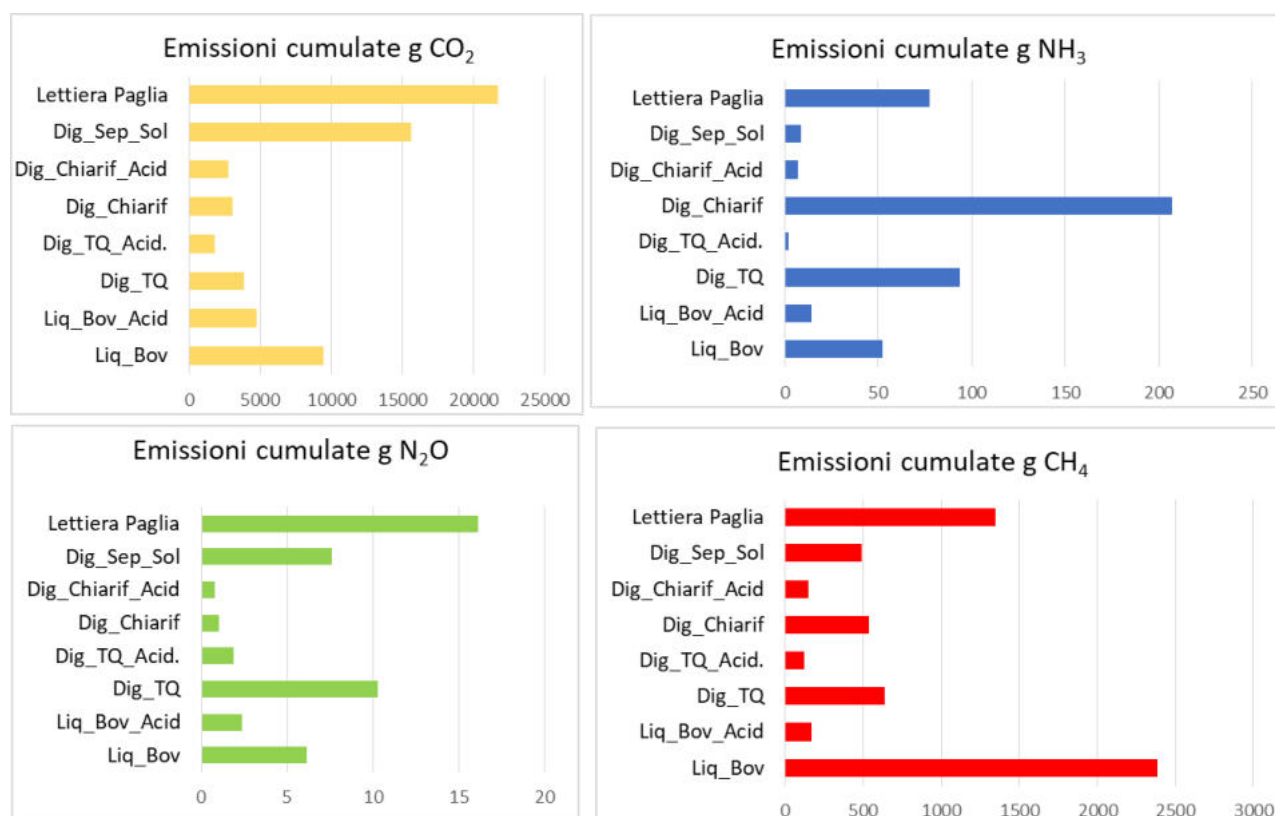 Emissioni cumulate g CO₂
Lettiera Paglia
Dig_Sep_Sol
Dig_Chiarif_Acid
Dig_Chiarif
Dig_TQ_Acid.
Dig_TQ
Liq_Bov_Acid
Liq_Bov
0 5000 10000 15000 20000 25000
Emissioni cumulate g NH₃
Lettiera Paglia
Dig_Sep_Sol
Dig_Chiarif_Acid
Dig_Chiarif
Dig_TQ_Acid.
Dig_TQ
Liq_Bov_Acid
Liq_Bov
0 50 100 150 200 250
Emissioni cumulate g N₂O
Lettiera Paglia
Dig_Sep_Sol
Dig_Chiarif_Acid
Dig_Chiarif
Dig_TQ_Acid.
Dig_TQ
Liq_Bov_Acid
Liq_Bov
0 5 10 15 20
Emissioni cumulate g CH₄
Lettiera Paglia
Dig_Sep_Sol
Dig_Chiarif_Acid
Dig_Chiarif
Dig_TQ_Acid.
Dig_TQ
Liq_Bov_Acid
Liq_Bov
0 500 1000 1500 2000 2500 3000